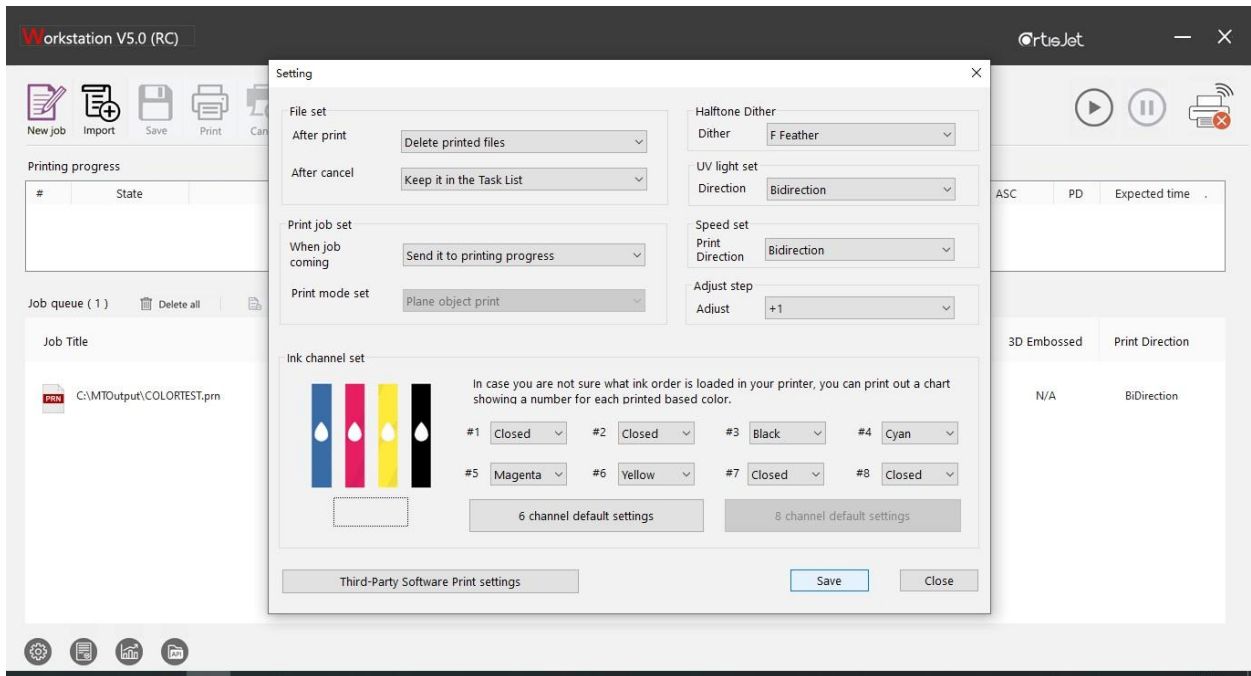 Workstation V5.0 (RC)
ArtisJet
New job
Import
Save
Print
Can
Printing progress
#
State
ASC
PD
Expected time
Job queue ( 1 )
Delete all
Job Title
3D Embossed
Print Direction
PRN
C:\MTOutput\COLORTEST.prn
N/A
BiDirection
API
Setting
File set
After print
Delete printed files
After cancel
Keep it in the Task List
Print job set
When job
coming
Send it to printing progress
Print mode set
Plane object print
Halftone Dither
Dither
F Feather
UV light set
Direction
Bidirection
Speed set
Print
Direction
Bidirection
Adjust step
Adjust
+1
Ink channel set
In case you are not sure what ink order is loaded in your printer, you can print out a chart
showing a number for each printed based color.
#1 Closed #2 Closed #3 Black #4 Cyan
#5 Magenta #6 Yellow #7 Closed #8 Closed
6 channel default settings
8 channel default settings
Third-Party Software Print settings
Save
Close